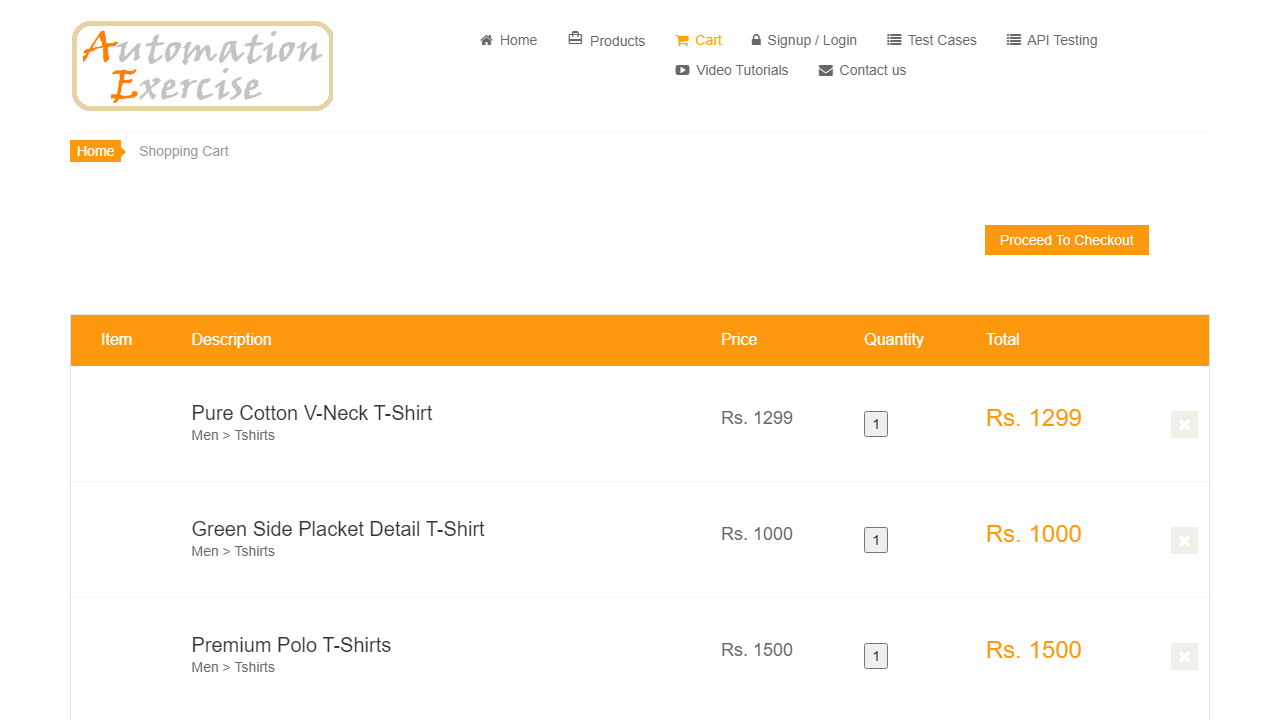 Automation
Exercise
Home Products Cart Signup / Login Test Cases API Testing
Video Tutorials Contact us
Home Shopping Cart
Proceed To Checkout
Item Description Price Quantity Total
Pure Cotton V-Neck T-Shirt Rs. 1299 1 Rs. 1299
Men > Tshirts
Green Side Placket Detail T-Shirt Rs. 1000 1 Rs. 1000
Men > Tshirts
Premium Polo T-Shirts Rs. 1500 1 Rs. 1500
Men > Tshirts